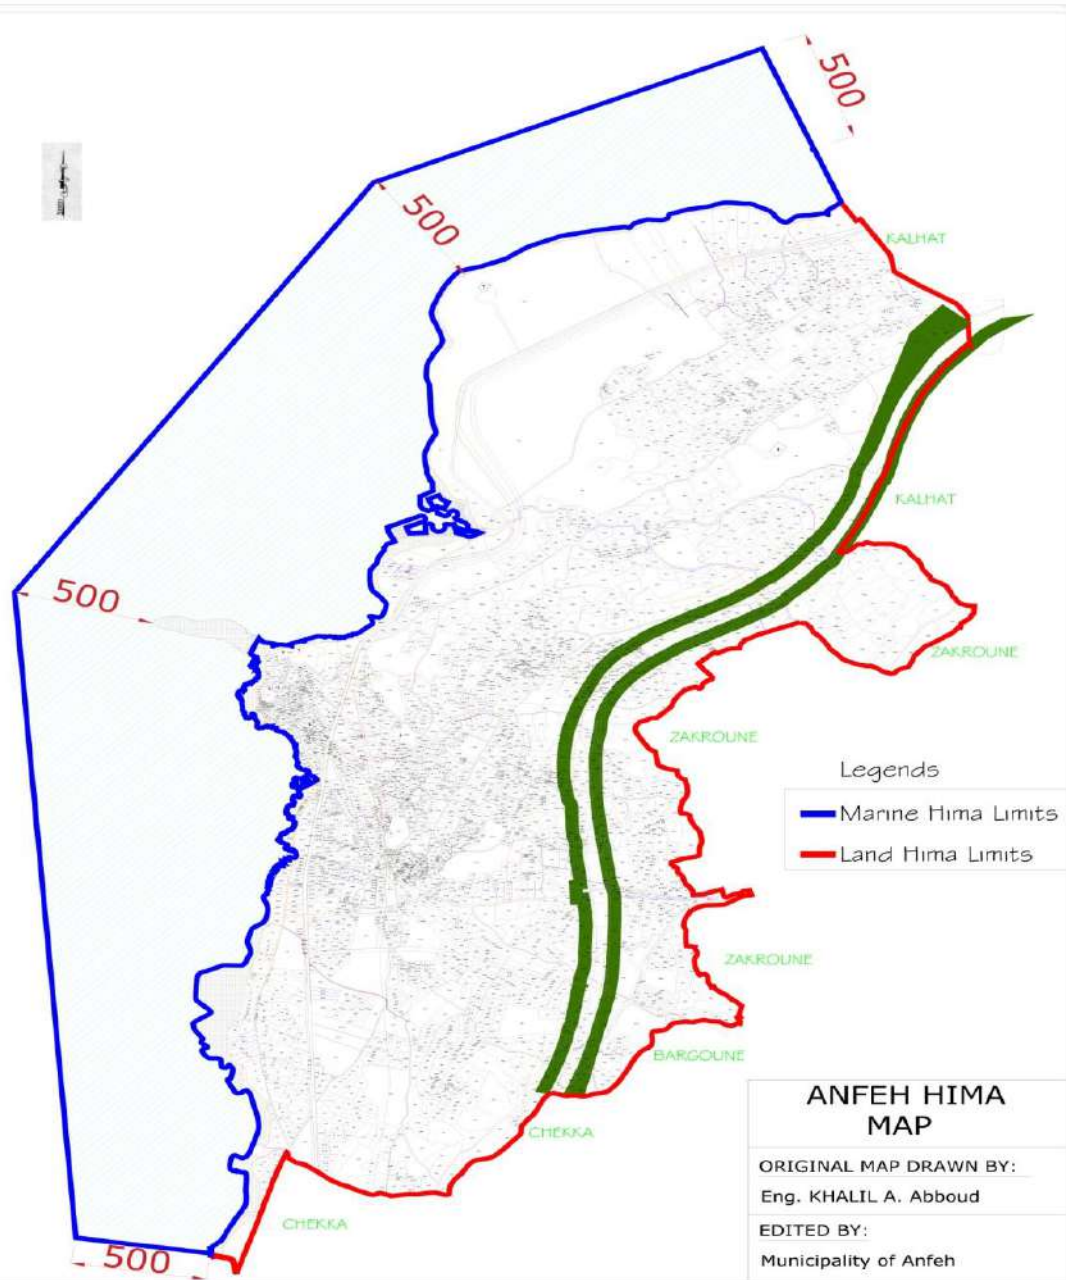 500
500
KALHAT
KALHAT
500
ZAKROUNE
ZAKROUNE
Legends
Marine Hima Limits
Land Hima Limits
ZAKROUNE
BARGOUNE
CHEKKA
CHEKKA
500
ANFEH HIMA
MAP
ORIGINAL MAP DRAWN BY:
Eng. KHALIL A. Abboud
EDITED BY:
Municipality of Anfeh